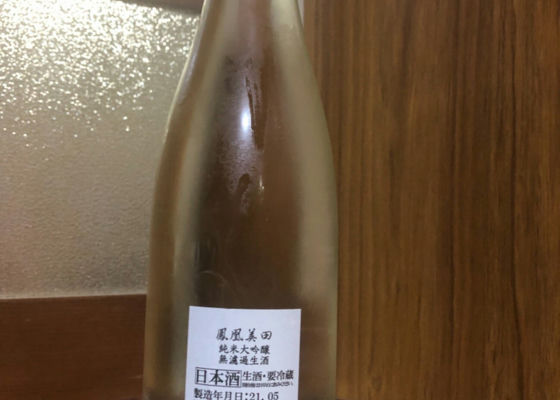 鳳凰美田
純米大吟醸
無濾過生酒
日本酒 生酒・要冷蔵
製造年月日:21.05